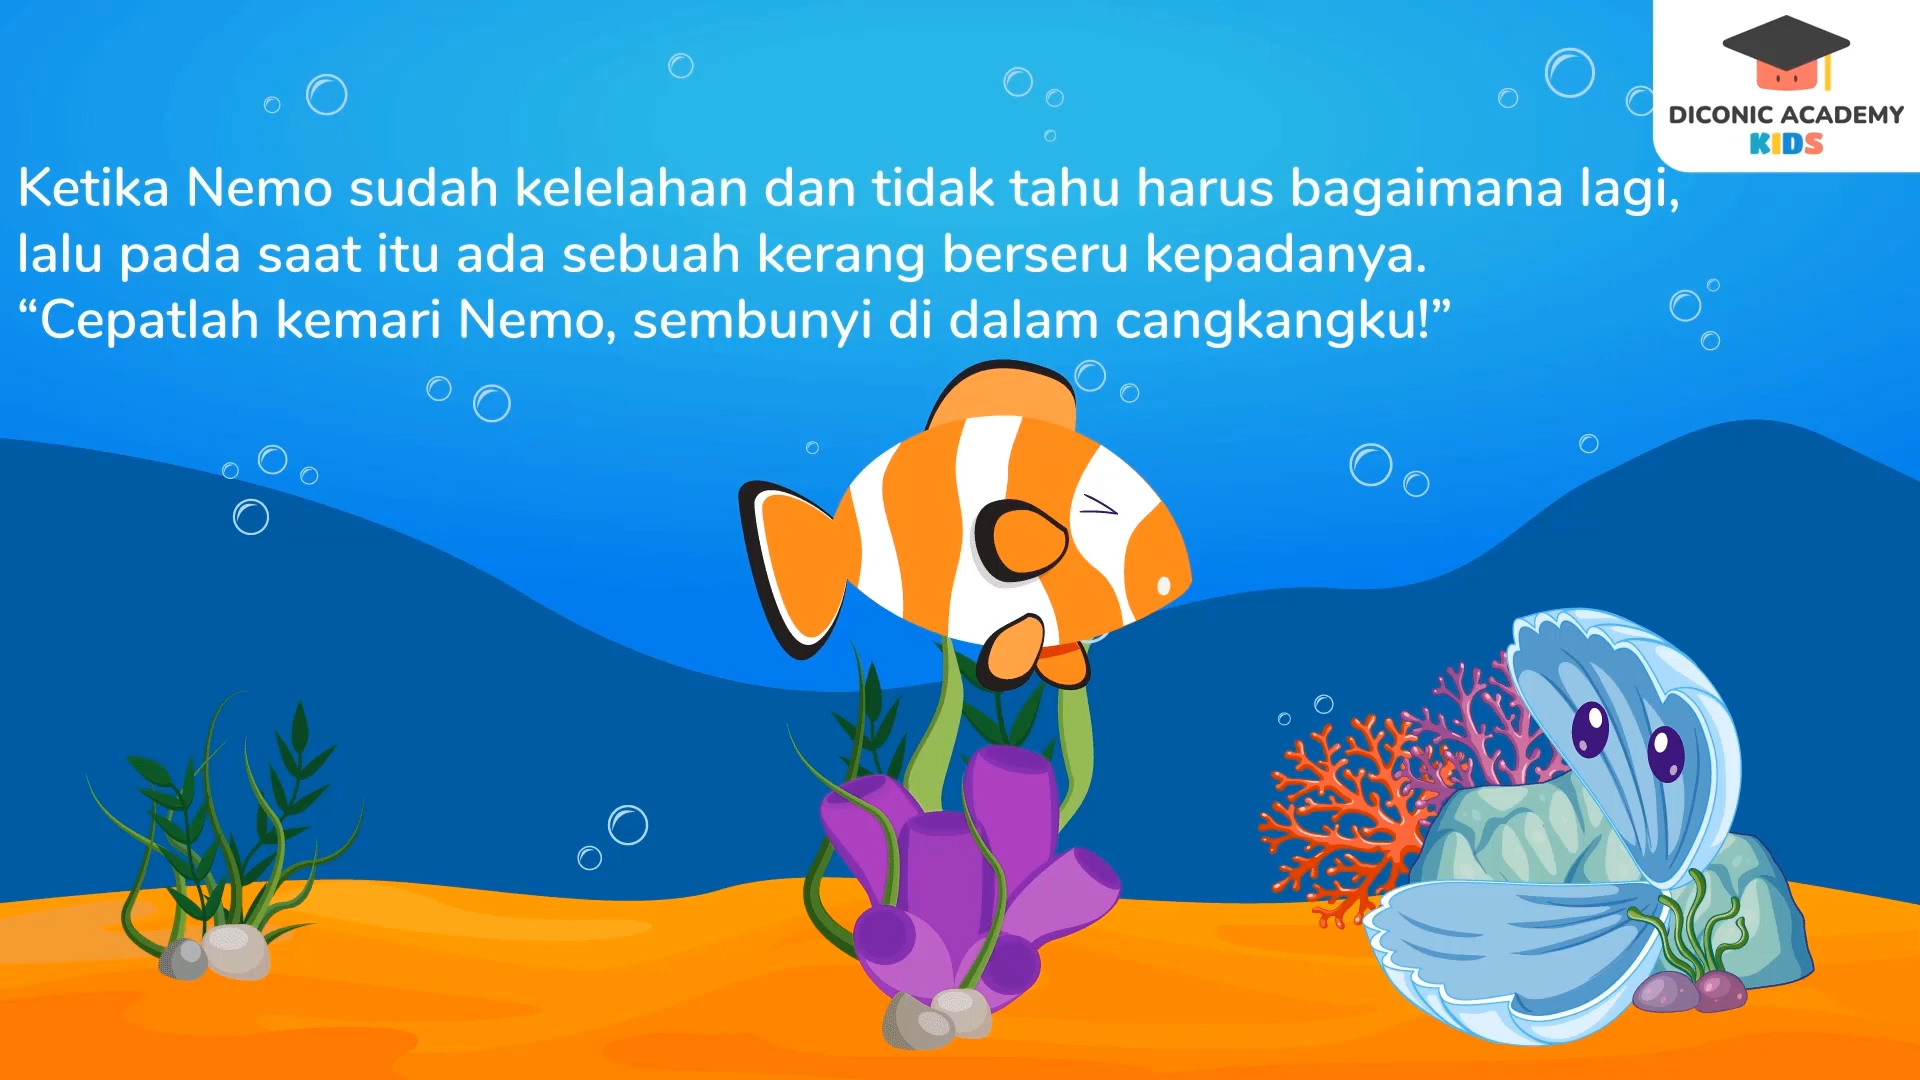 DICONIC ACADEMY
KIDS
Ketika Nemo sudah kelelahan dan tidak tahu harus bagaimana lagi,
lalu pada saat itu ada sebuah kerang berseru kepadanya.
“Cepatlah kemari Nemo, sembunyi di dalam cangkangku!”